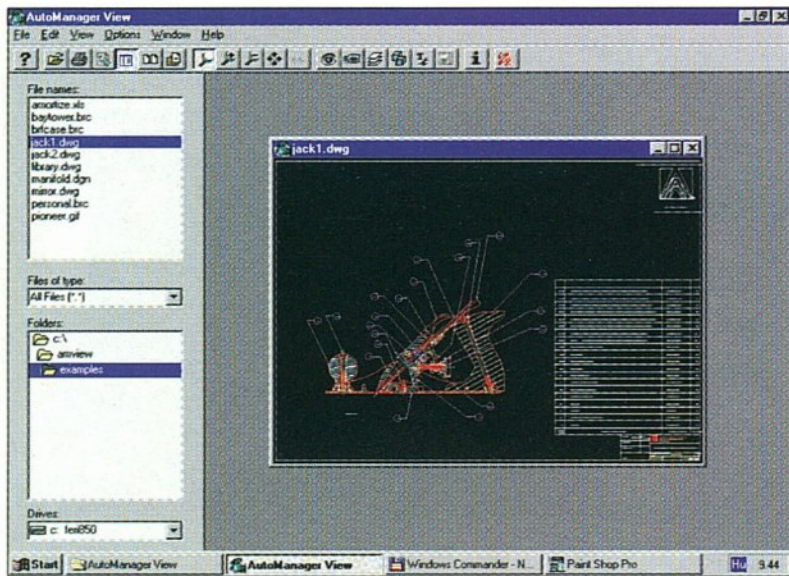 AutoManager View
File Edit View Options Window Help
File names:
amortize.xls
baytower.brc
brfcase.brc
jack1.dwg
jack2.dwg
library.dwg
manifold.dgn
mirror.dwg
personal.brc
pioneer.gif
Files of type:
All Files (*.*)
Folders:
c:\
amview
examples
Drives:
c: feri850
jack1.dwg
Start AutoManager View AutoManager View Windows Commander - N... Paint Shop Pro Hu 9.44